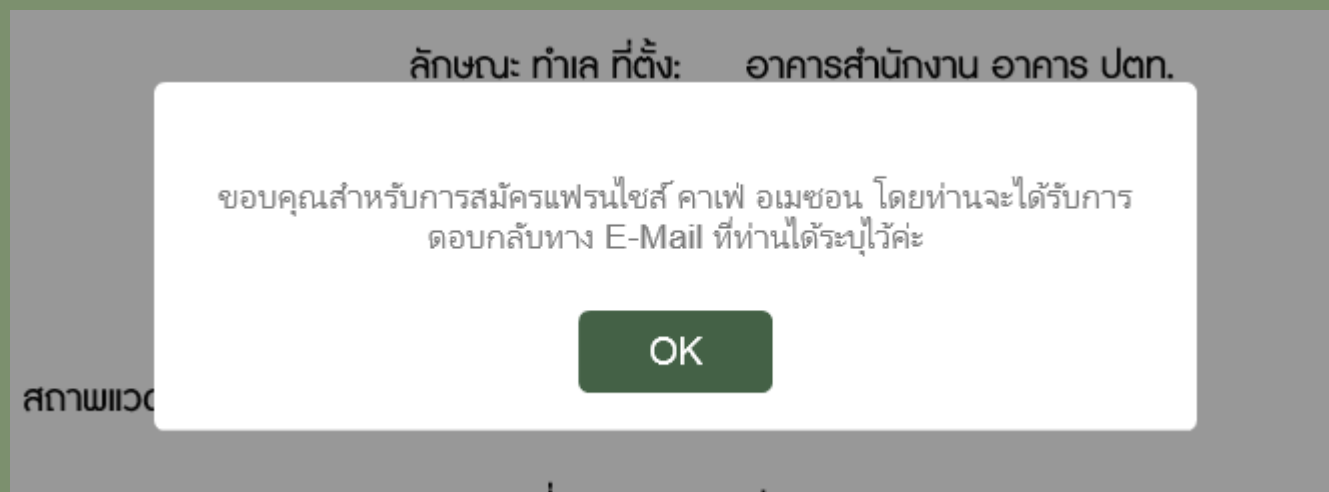 ลักษณะ ทำเล ที่ตั้ง: อาคารสำนักงาน อาคาร ปตท.
ขอบคุณสำหรับการสมัครแฟรนไชส์ คาเฟ่ อเมซอน โดยท่านจะได้รับการ
ตอบกลับทาง E-Mail ที่ท่านได้ระบุไว้ค่ะ
OK